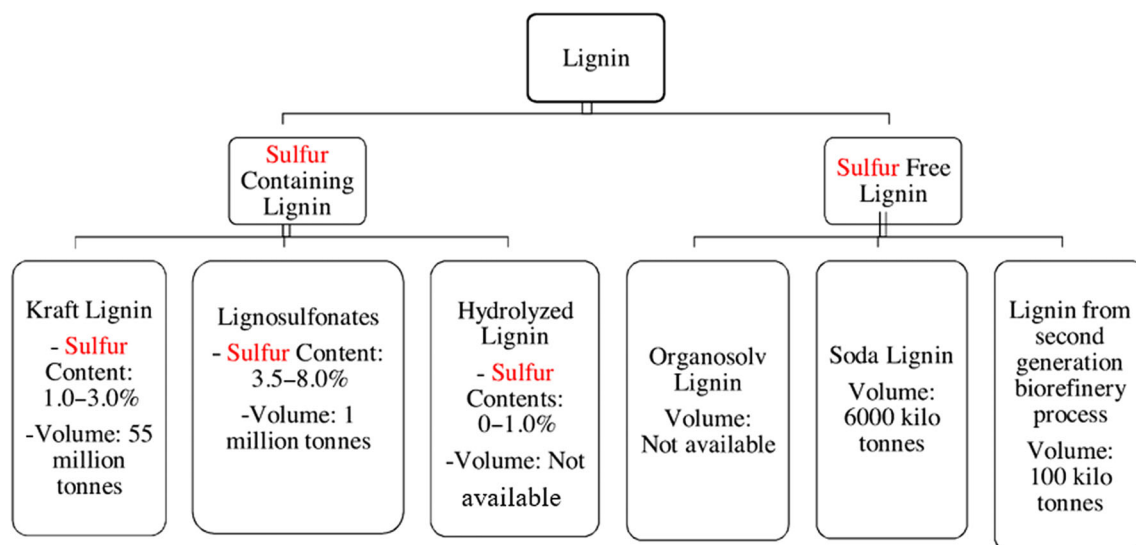 Lignin
Sulfur
Containing
Lignin
Sulfur Free
Lignin
Kraft Lignin
- Sulfur
Content:
1.0–3.0%
-Volume: 55
million
tonnes
Lignosulfonates
- Sulfur Content:
3.5–8.0%
-Volume: 1
million tonnes
Hydrolyzed
Lignin
- Sulfur
Contents:
0–1.0%
-Volume: Not
available
Organosolv
Lignin
Volume:
Not available
Soda Lignin
Volume:
6000 kilo
tonnes
Lignin from
second
generation
biorefinery
process
Volume:
100 kilo
tonnes